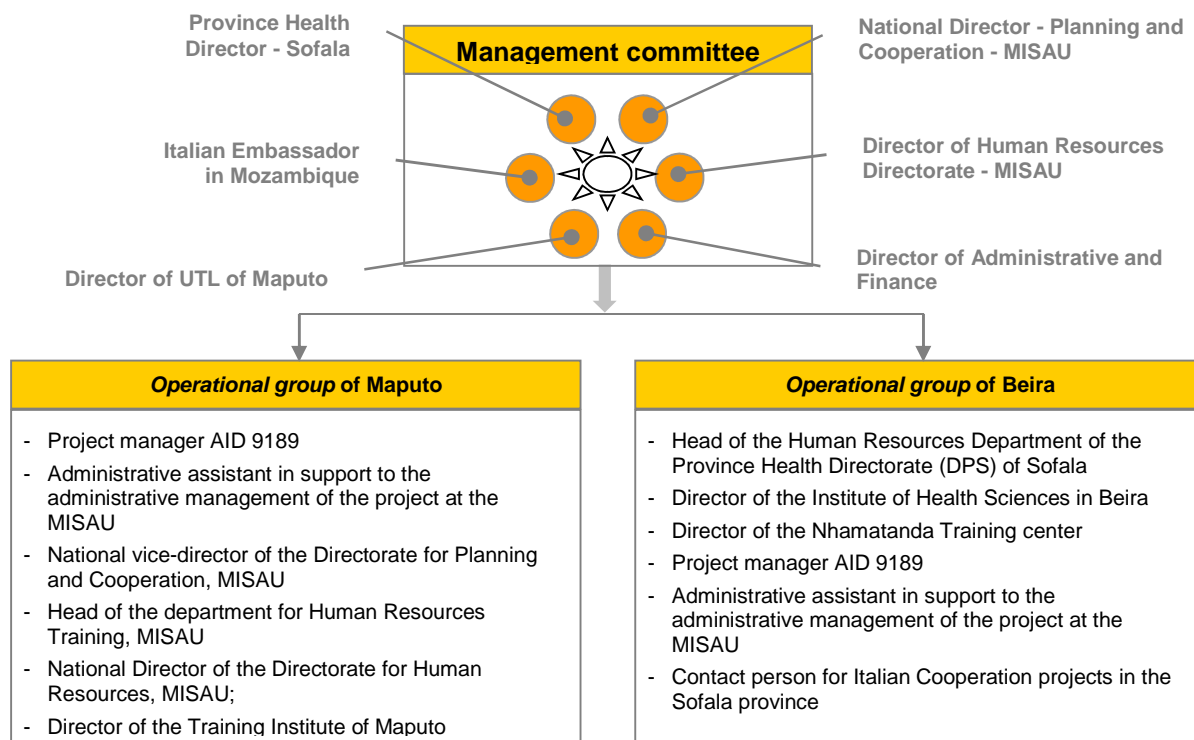 Province Health
Director - Sofala
Management committee
National Director - Planning and
Cooperation - MISAU
Italian Embassador
in Mozambique
Director of Human Resources
Directorate - MISAU
Director of UTL of Maputo
Director of Administrative and
Finance
Operational group of Maputo
- Project manager AID 9189
- Administrative assistant in support to the
administrative management of the project at the
MISAU
- National vice-director of the Directorate for Planning
and Cooperation, MISAU
- Head of the department for Human Resources
Training, MISAU
- National Director of the Directorate for Human
Resources, MISAU;
- Director of the Training Institute of Maputo
Operational group of Beira
- Head of the Human Resources Department of the
Province Health Directorate (DPS) of Sofala
- Director of the Institute of Health Sciences in Beira
- Director of the Nhamatanda Training center
- Project manager AID 9189
- Administrative assistant in support to the
administrative management of the project at the
MISAU
- Contact person for Italian Cooperation projects in the
Sofala province